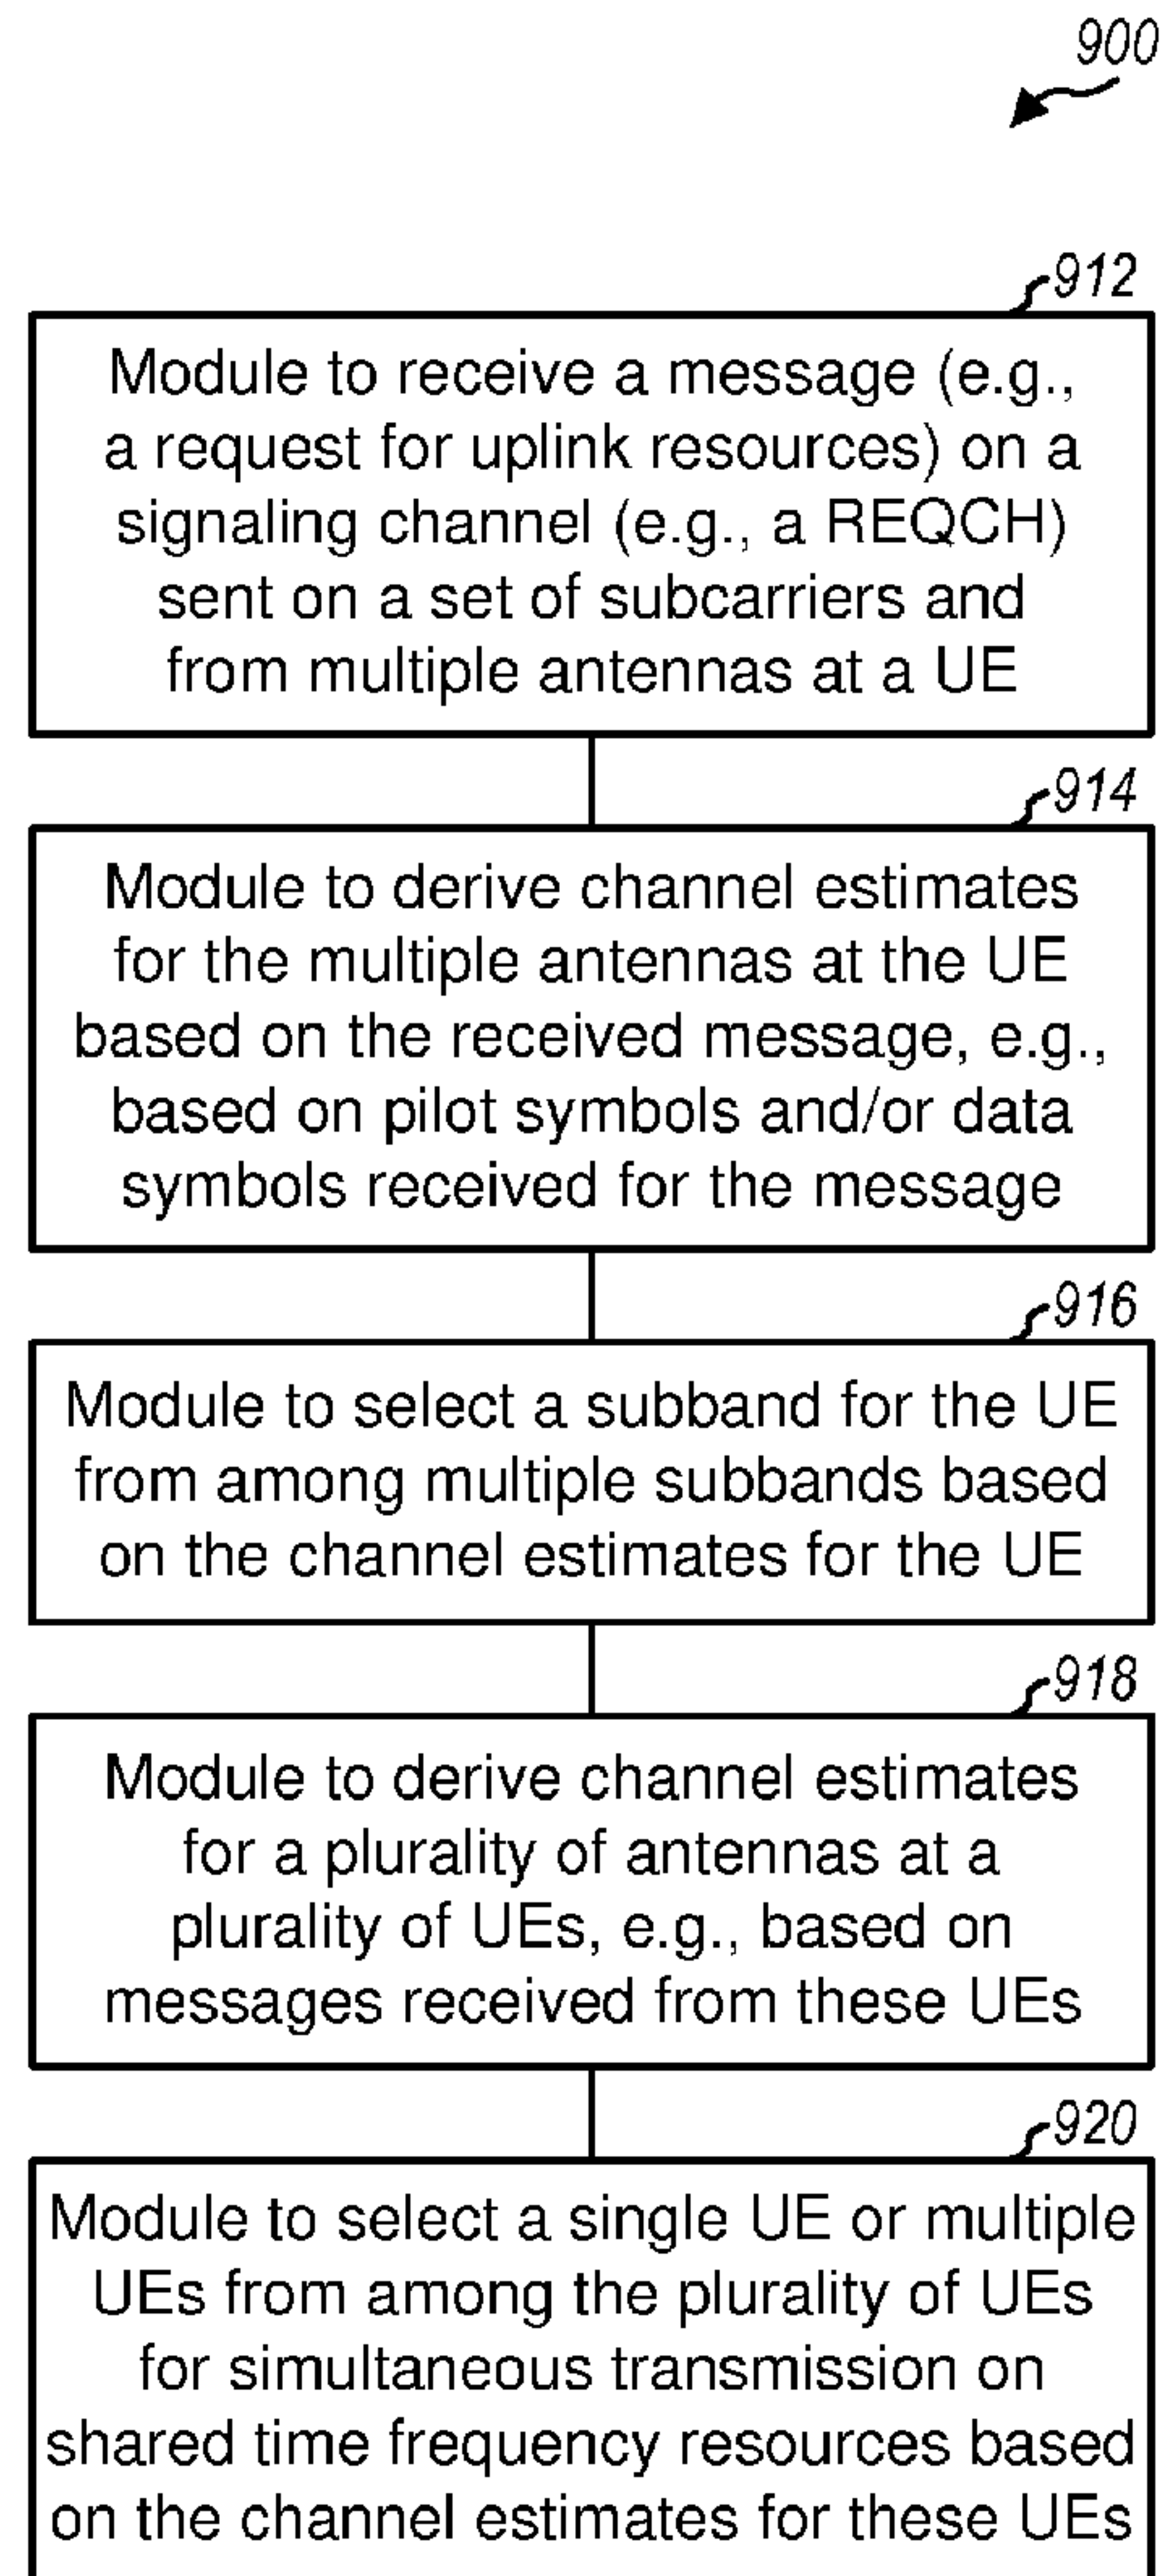 900
912
Module to receive a message (e.g.,
a request for uplink resources) on a
signaling channel (e.g., a REQCH)
sent on a set of subcarriers and
from multiple antennas at a UE
914
Module to derive channel estimates
for the multiple antennas at the UE
based on the received message, e.g.,
based on pilot symbols and/or data
symbols received for the message
916
Module to select a subband for the UE
from among multiple subbands based
on the channel estimates for the UE
918
Module to derive channel estimates
for a plurality of antennas at a
plurality of UEs, e.g., based on
messages received from these UEs
920
Module to select a single UE or multiple
UEs from among the plurality of UEs
for simultaneous transmission on
shared time frequency resources based
on the channel estimates for these UEs